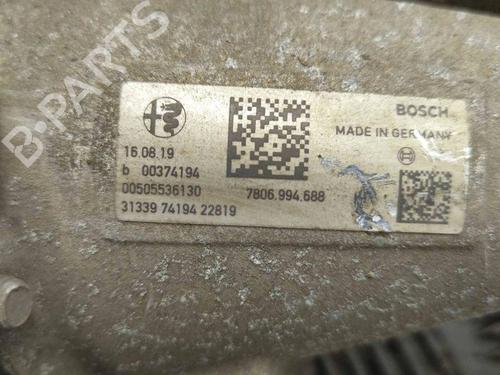 B-PARTS
BOSCH
MADE IN GERMANY
16.08.19
b 00374194
00505536130
7806.994.688
31339 74194 22819